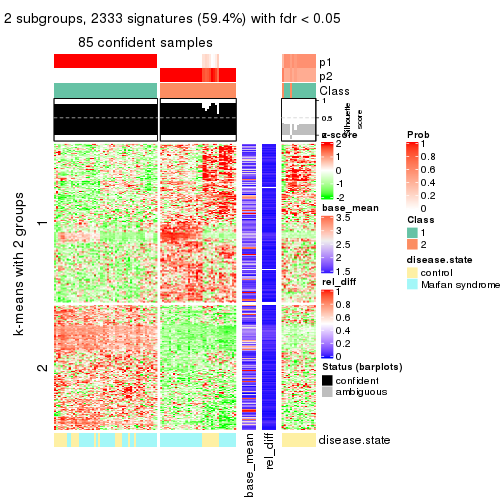 2 subgroups, 2333 signatures (59.4%) with fdr < 0.05
85 confident samples
p1
p2
Class
1
0.5
0
Silhouette
score
k-means with 2 groups
1
2
z-score
2
1
0
-1
-2
base_mean
3.5
3
2.5
2
1.5
rel_diff
1
0.8
0.6
0.4
0.2
0
Status (barplots)
confident
ambiguous
Prob
1
0.8
0.6
0.4
0.2
0
Class
1
2
disease.state
control
Marfan syndrome
disease.state
base_mean
rel_diff